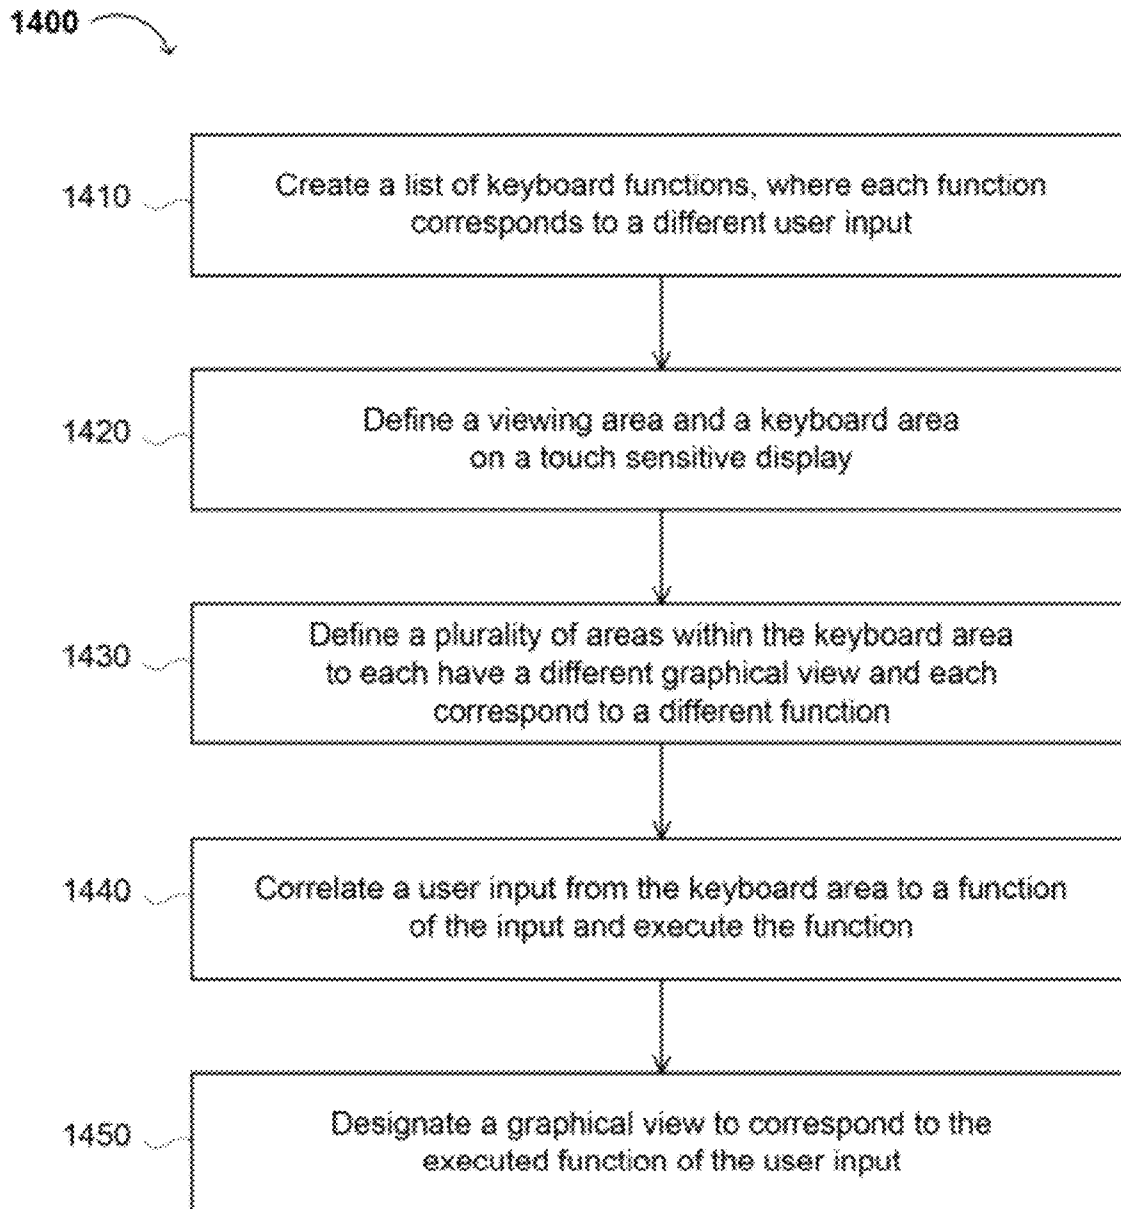 1400
1410
Create a list of keyboard functions, where each function
corresponds to a different user input
1420
Define a viewing area and a keyboard area
on a touch sensitive display
1430
Define a plurality of areas within the keyboard area
to each have a different graphical view and each
correspond to a different function
1440
Correlate a user input from the keyboard area to a function
of the input and execute the function
1450
Designate a graphical view to correspond to the
executed function of the user input